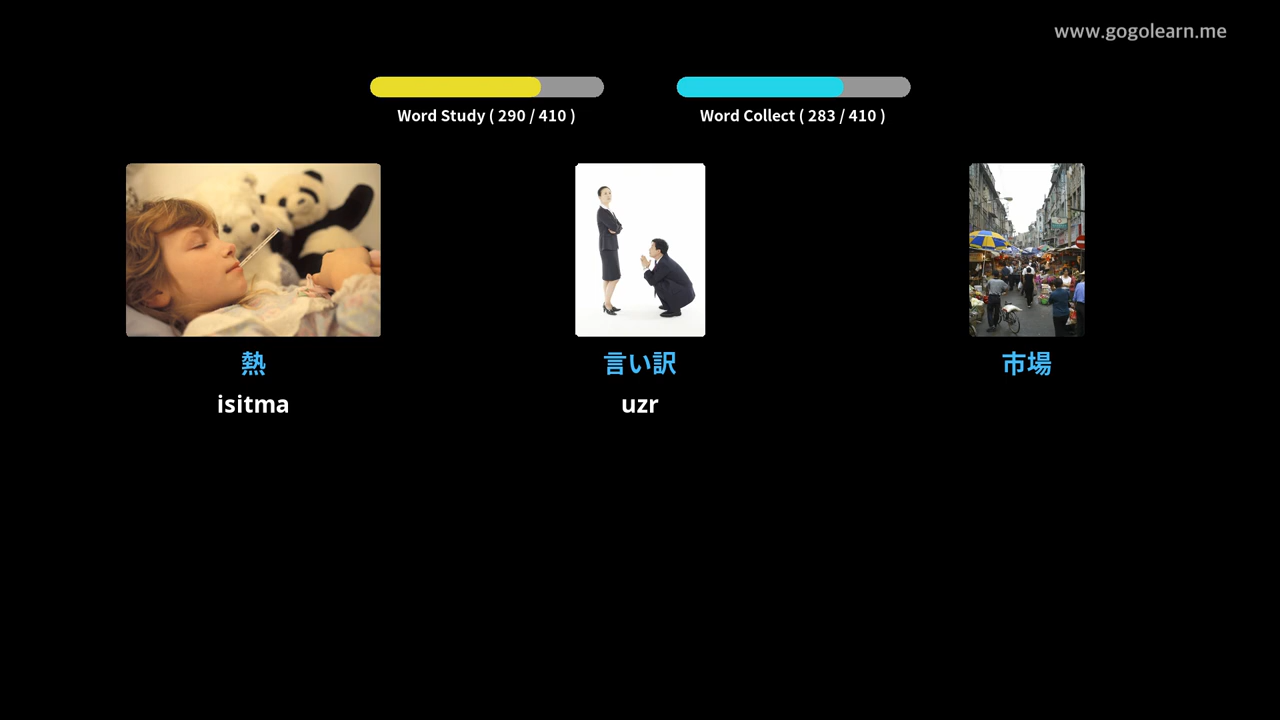 www.gogolearn.me
Word Study ( 290 / 410 )
Word Collect ( 283 / 410 )
熱
言い訳
市場
isitma
uzr